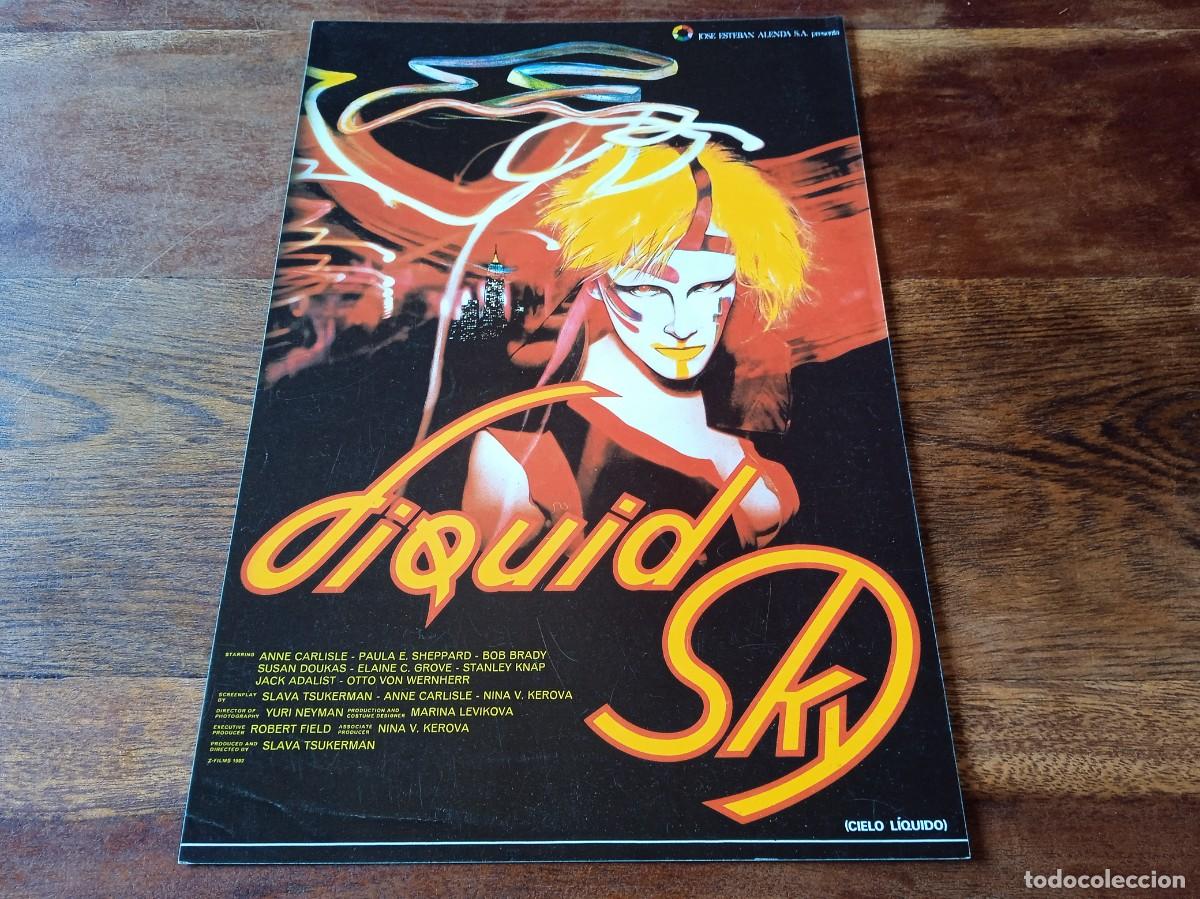 JOSE ESTEBAN ALENDA S.A. presenta
Liquid
Sky
STARRING ANNE CARLISLE - PAULA E. SHEPPARD - BOB BRADY
SUSAN DOUKAS - ELAINE C. GROVE - STANLEY KNAP
JACK ADALIST - OTTO VON WERNHERR
SCREENPLAY BY SLAVA TSUKERMAN - ANNE CARLISLE - NINA V. KEROVA
DIRECTOR OF PHOTOGRAPHY YURI NEYMAN PRODUCTION AND COSTUME DESIGNER MARINA LEVIKOVA
EXECUTIVE PRODUCER ROBERT FIELD ASSOCIATE PRODUCER NINA V. KEROVA
PRODUCED AND DIRECTED BY SLAVA TSUKERMAN
Z-FILMS 1982
(CIELO LÍQUIDO)
todocoleccion